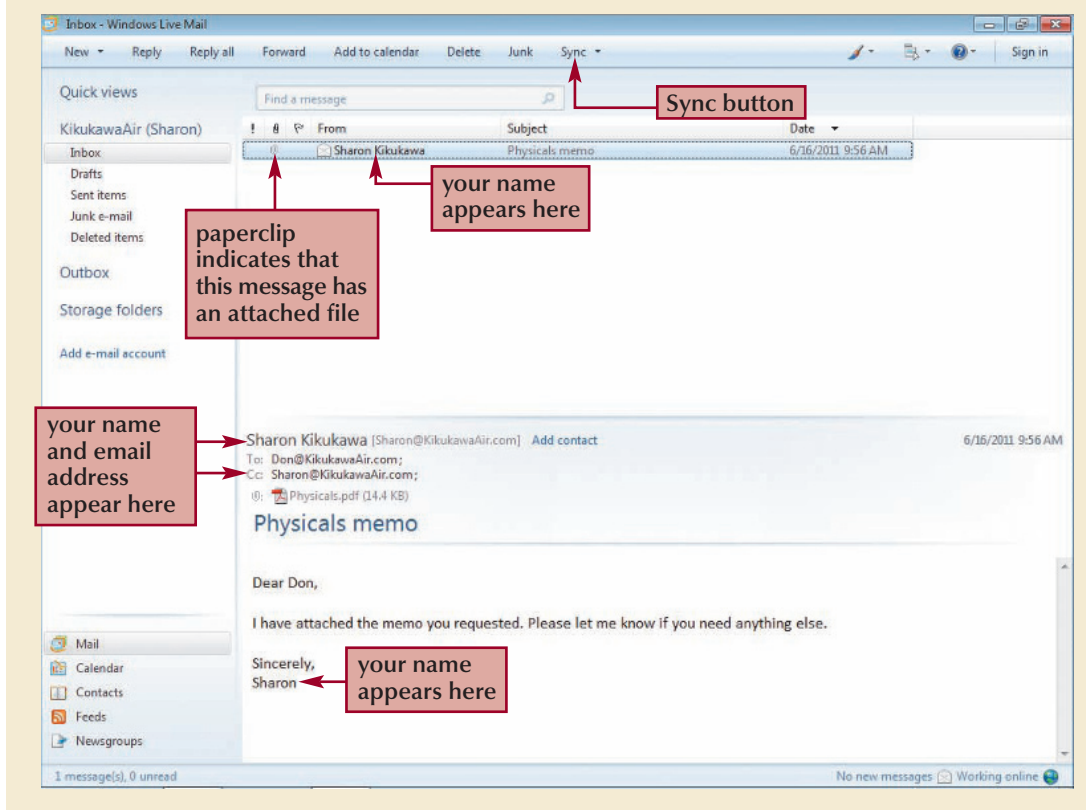 Inbox - Windows Live Mail
New Reply Reply all Forward Add to calendar Delete Junk Sync Sign in
Quick views
Find a message
Sync button
KikukawaAir (Sharon)
! From Subject Date
Inbox
Sharon Kikukawa Physicals memo 6/16/2011 9:56 AM
Drafts
Sent items
Junk e-mail
Deleted items
your name
appears here
paperclip
indicates that
this message has
an attached file
Outbox
Storage folders
Add e-mail account
your name
and email
address
appear here
Sharon Kikukawa [Sharon@KikukawaAir.com] Add contact 6/16/2011 9:56 AM
To: Don@KikukawaAir.com;
Cc: Sharon@KikukawaAir.com;
Physicals.pdf (14.4 KB)
Physicals memo
Dear Don,
I have attached the memo you requested. Please let me know if you need anything else.
Sincerely,
Sharon
your name
appears here
Mail
Calendar
Contacts
Feeds
Newsgroups
1 message(s), 0 unread
No new messages Working online